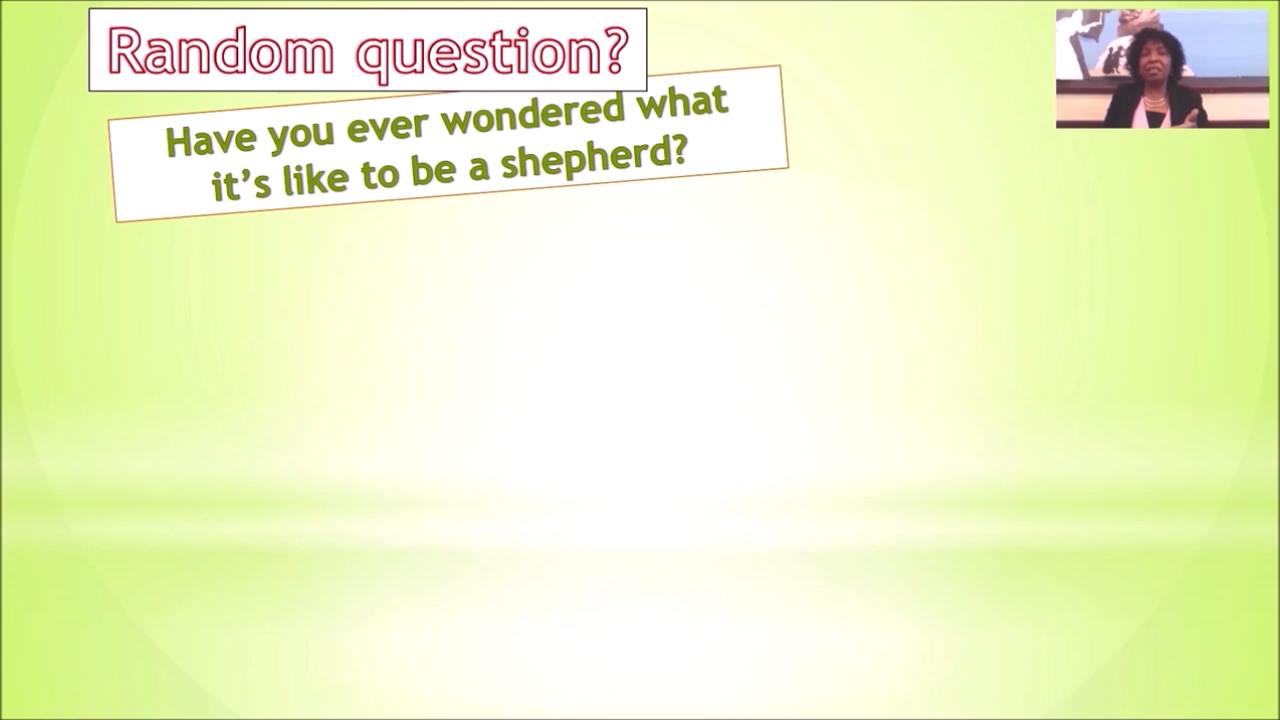 Random question?
Have you ever wondered what
it’s like to be a shepherd?